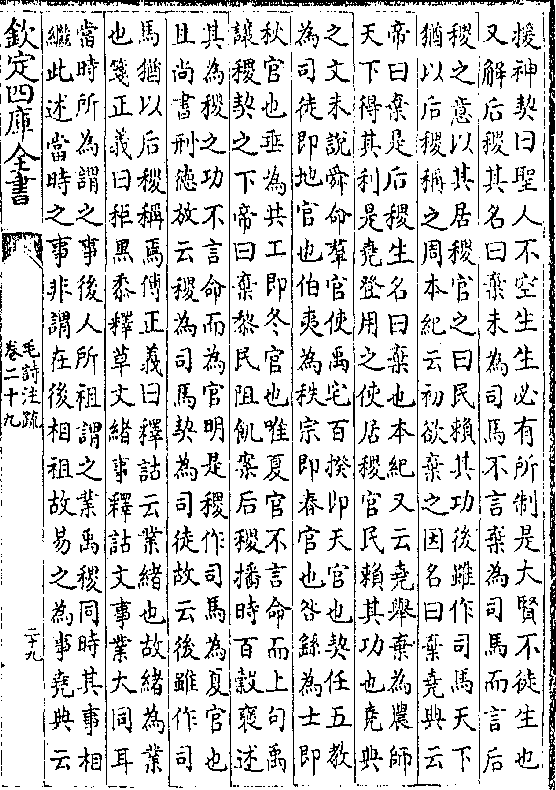 援神契曰聖人不空生生必有所制是大賢不徒生也
又解后稷其名曰棄未為司馬不言棄為司馬而言后
稷之意以其居稷官之曰民賴其功後雖作司馬天下
猶以后稷稱之周本紀云初欲棄之因名曰棄堯典云
帝曰棄是后稷生名曰棄也本紀又云堯舉棄為農師
天下得其利是堯登用之使居稷官民賴其功也堯典
之文未說舜命羣官使禹宅百揆即天官也契任五教
為司徒即地官也伯夷為秩宗即春官也咎繇為士即
秋官也垂為共工即冬官也唯夏官不言命而上句禹
讓稷契之下帝曰棄黎民阻飢棄后稷播時百穀褎述
其為稷之功不言命而為官明是稷作司馬為夏官也
且尚書刑德放云稷為司馬契為司徒故云後雖作司
馬猶以后稷稱焉傳正義曰釋詁云業緒也故緒為業
也箋正義曰秬黒黍釋草文緒事釋詁文事業大同耳
當時所為謂之事後人所祖謂之業禹稷同時其事相
繼此述當時之事非謂在後相祖故易之為事堯典云
欽定四庫全書
毛詩注疏
卷二十九
二十九